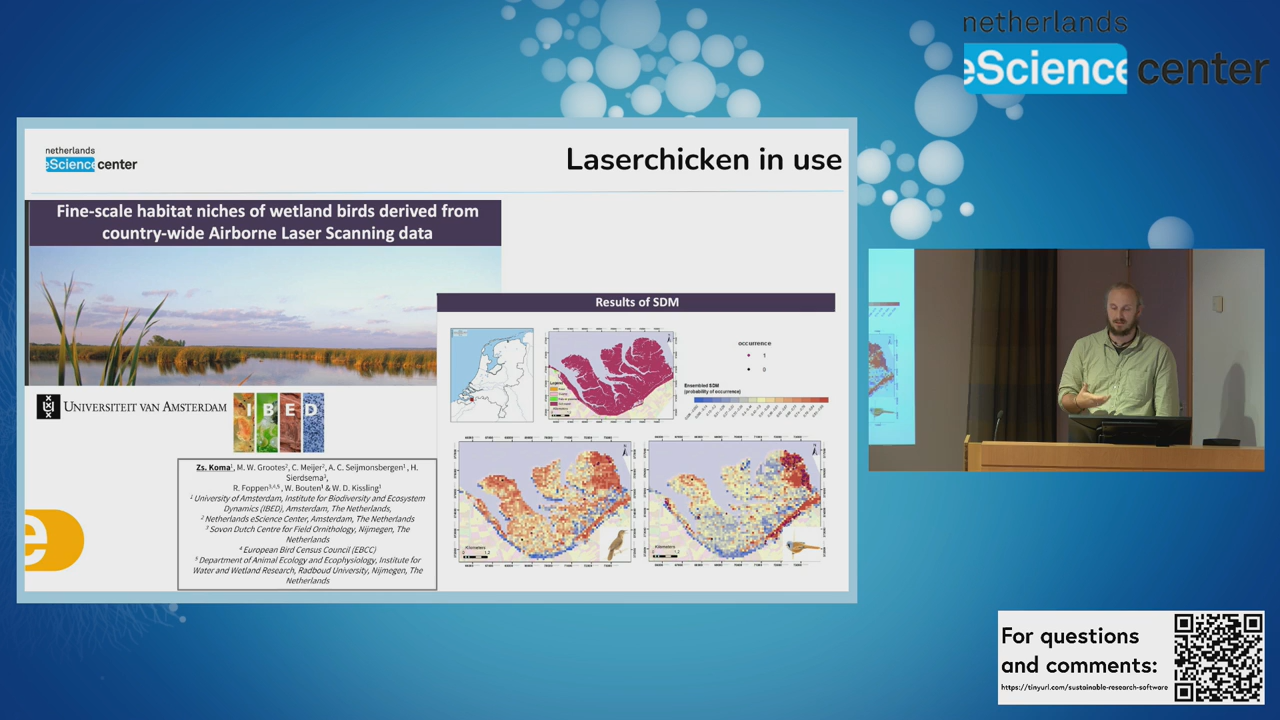 netherlands
eScience center
netherlands
eScience center
Laserchicken in use
Fine-scale habitat niches of wetland birds derived from
country-wide Airborne Laser Scanning data
Results of SDM
occurrence
1
0
Ensembled SDM
(probability of occurrence)
UNIVERSITEIT VAN AMSTERDAM
IBED
Zs. Koma¹, M. W. Grootes², C. Meijer², A. C. Seijmonsbergen¹, H.
Sierdsema³,
R. Foppen³,⁴,⁵, W. Bouten¹ & W. D. Kissling¹
¹ University of Amsterdam, Institute for Biodiversity and Ecosystem
Dynamics (IBED), Amsterdam, The Netherlands,
² Netherlands eScience Center, Amsterdam, The Netherlands
³ Sovon Dutch Centre for Field Ornithology, Nijmegen, The
Netherlands
⁴ European Bird Census Council (EBCC)
⁵ Department of Animal Ecology and Ecophysiology, Institute for
Water and Wetland Research, Radboud University, Nijmegen, The
Netherlands
Kilometers
Kilometers
e
For questions
and comments:
https://tinyurl.com/sustainable-research-software